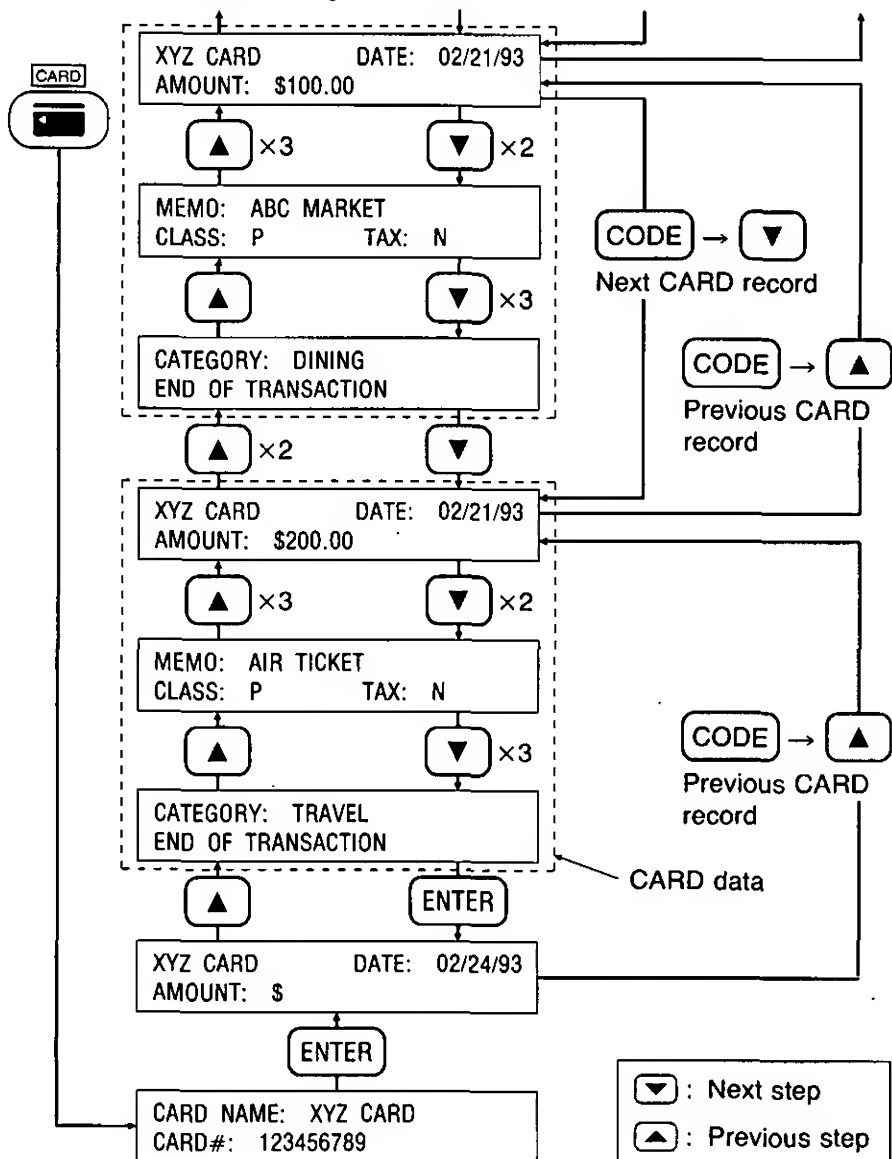 XYZ CARD DATE: 02/21/93
AMOUNT: $100.00
CARD
▲ ×3 ▼ ×2
MEMO: ABC MARKET
CLASS: P TAX: N
CODE → ▼
Next CARD record
▲ ▼ ×3
CATEGORY: DINING
END OF TRANSACTION
CODE → ▲
Previous CARD
record
▲ ×2 ▼
XYZ CARD DATE: 02/21/93
AMOUNT: $200.00
▲ ×3 ▼ ×2
MEMO: AIR TICKET
CLASS: P TAX: N
▲ ▼ ×3
CODE → ▲
Previous CARD
record
CATEGORY: TRAVEL
END OF TRANSACTION
CARD data
▲ ENTER
XYZ CARD DATE: 02/24/93
AMOUNT: $
ENTER
CARD NAME: XYZ CARD
CARD#: 123456789
▼ : Next step
▲ : Previous step